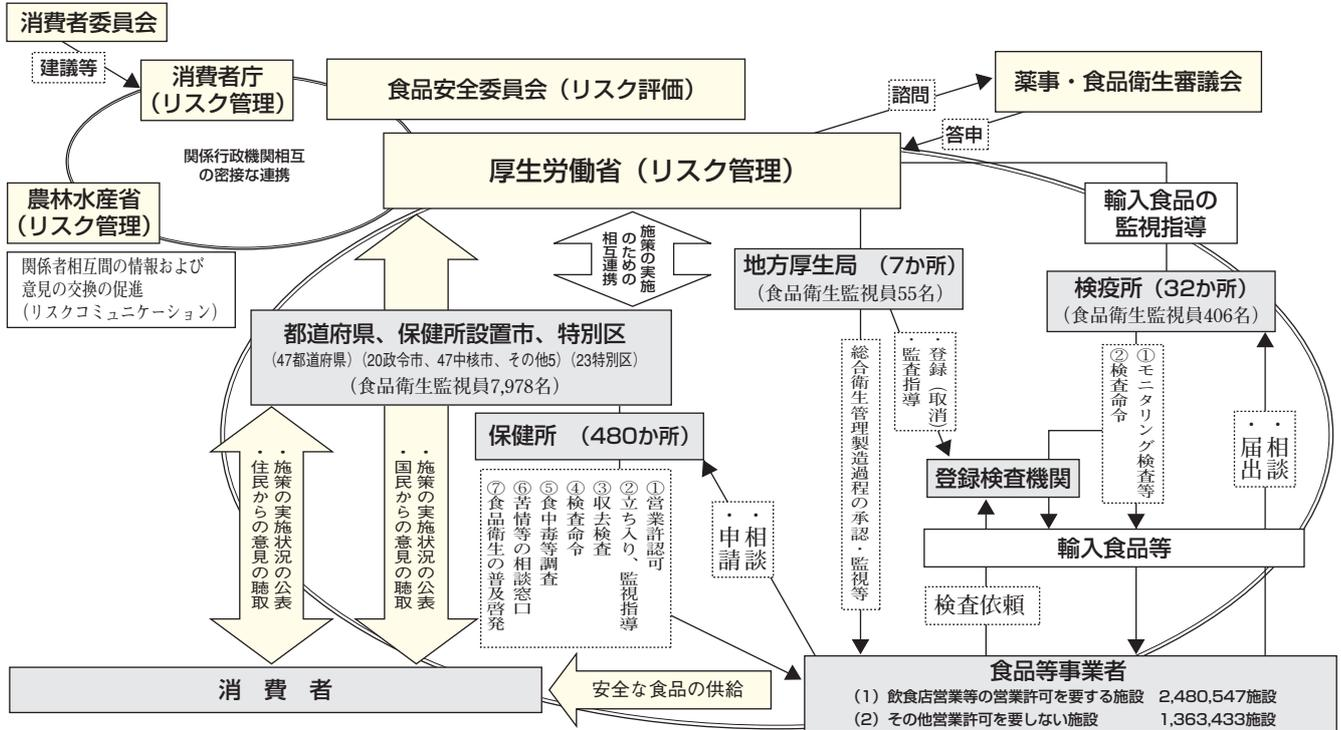 消費者委員会
建議等
消費者庁
（リスク管理）
食品安全委員会（リスク評価）
薬事・食品衛生審議会
諮問
答申
関係行政機関相互
の密接な連携
厚生労働省（リスク管理）
農林水産省
（リスク管理）
関係者相互間の情報および
意見の交換の促進
（リスクコミュニケーション）
施策の実施
のための
相互連携
地方厚生局　（7か所）
（食品衛生監視員55名）
輸入食品の
監視指導
検疫所（32か所）
（食品衛生監視員406名）
都道府県、保健所設置市、特別区
（47都道府県）（20政令市、47中核市、その他5）（23特別区）
（食品衛生監視員7,978名）
保健所　（480か所）
・施策の実施状況の公表
・住民からの意見の聴取
・施策の実施状況の公表
・国民からの意見の聴取
①営業許認可
②立ち入り、監視指導
③収去検査
④検査命令
⑤食中毒等調査
⑥苦情等の相談窓口
⑦食品衛生の普及啓発
・相談
・申請
総合衛生管理製造過程の承認・監視等
・登録（取消）
・監査指導
登録検査機関
①モニタリング検査等
②検査命令
・相談
・届出
輸入食品等
検査依頼
消　費　者
安全な食品の供給
食品等事業者
（1）飲食店営業等の営業許可を要する施設　2,480,547施設
（2）その他営業許可を要しない施設　1,363,433施設